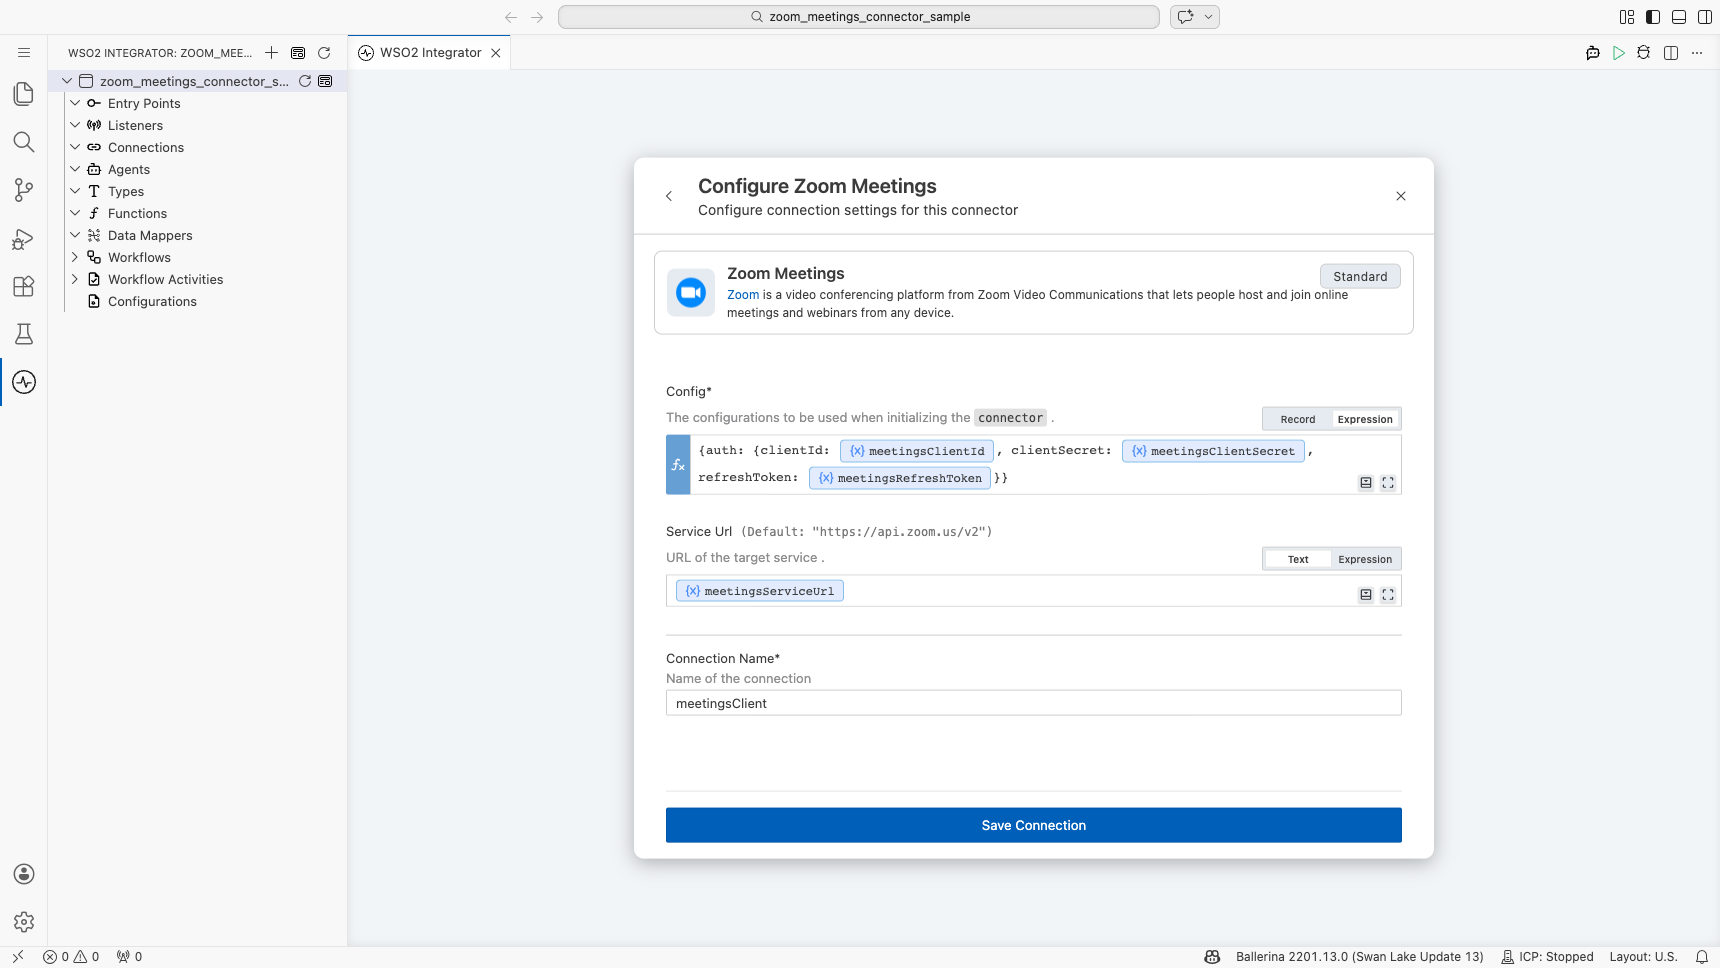 zoom_meetings_connector_sample
WSO2 INTEGRATOR: ZOOM_MEE...
WSO2 Integrator
zoom_meetings_connector_s...
Entry Points
Listeners
Connections
Agents
Types
Functions
Data Mappers
Workflows
Workflow Activities
Configurations
Configure Zoom Meetings
Configure connection settings for this connector
Zoom Meetings
Standard
Zoom is a video conferencing platform from Zoom Video Communications that lets people host and join online
meetings and webinars from any device.
Config*
The configurations to be used when initializing the connector .
Record Expression
{auth: {clientId: {x} meetingsClientId , clientSecret: {x} meetingsClientSecret ,
fx
refreshToken: {x} meetingsRefreshToken }}
Service Url (Default: "https://api.zoom.us/v2")
URL of the target service .
Text Expression
{x} meetingsServiceUrl
Connection Name*
Name of the connection
meetingsClient
Save Connection
0 0 0
Ballerina 2201.13.0 (Swan Lake Update 13) ICP: Stopped Layout: U.S.